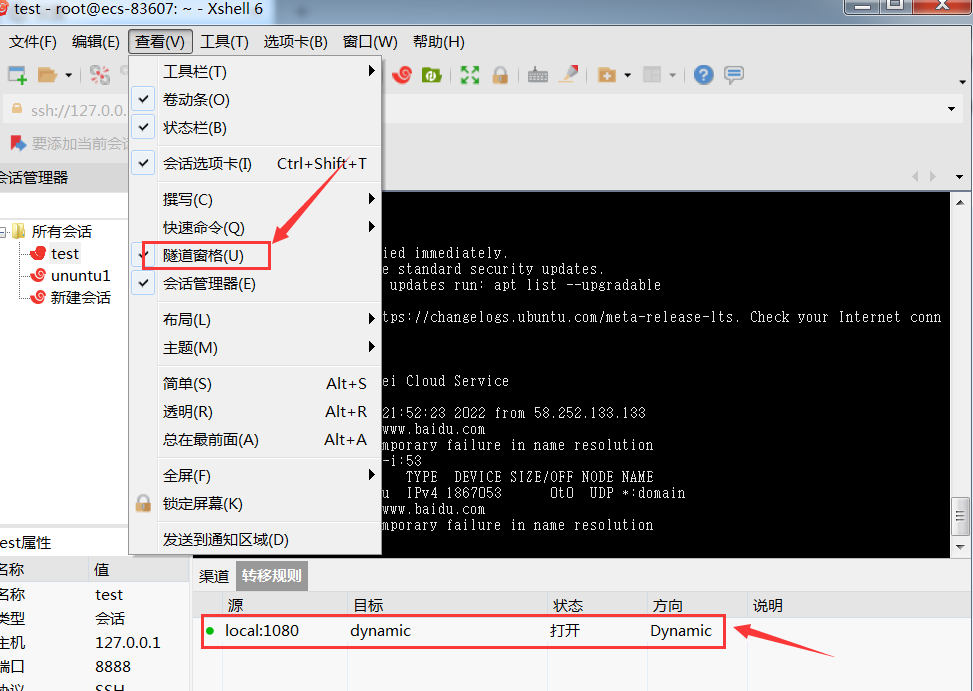 test - root@ecs-83607: ~ - Xshell 6
文件(F) 编辑(E) 查看(V) 工具(T) 选项卡(B) 窗口(W) 帮助(H)
ssh://127.0.0.
要添加当前会话
会话管理器
所有会话
test
ununtu1
新建会话
工具栏(T)
卷动条(O)
状态栏(B)
会话选项卡(I) Ctrl+Shift+T
撰写(C)
快速命令(Q)
隧道窗格(U)
会话管理器(E)
布局(L)
主题(M)
简单(S) Alt+S
透明(R) Alt+R
总在最前面(A) Alt+A
全屏(F)
锁定屏幕(K)
发送到通知区域(D)
ied immediately.
e standard security updates.
updates run: apt list --upgradable
tps://changelogs.ubuntu.com/meta-release-lts. Check your Internet conn
ei Cloud Service
21:52:23 2022 from 58.252.133.133
www.baidu.com
mporary failure in name resolution
-i:53
TYPE DEVICE SIZE/OFF NODE NAME
u IPv4 1867053 0t0 UDP *:domain
www.baidu.com
mporary failure in name resolution
est属性
名称 值
名称 test
类型 会话
主机 127.0.0.1
端口 8888
协议 SSH
渠道 转移规则
源 目标 状态 方向 说明
local:1080 dynamic 打开 Dynamic